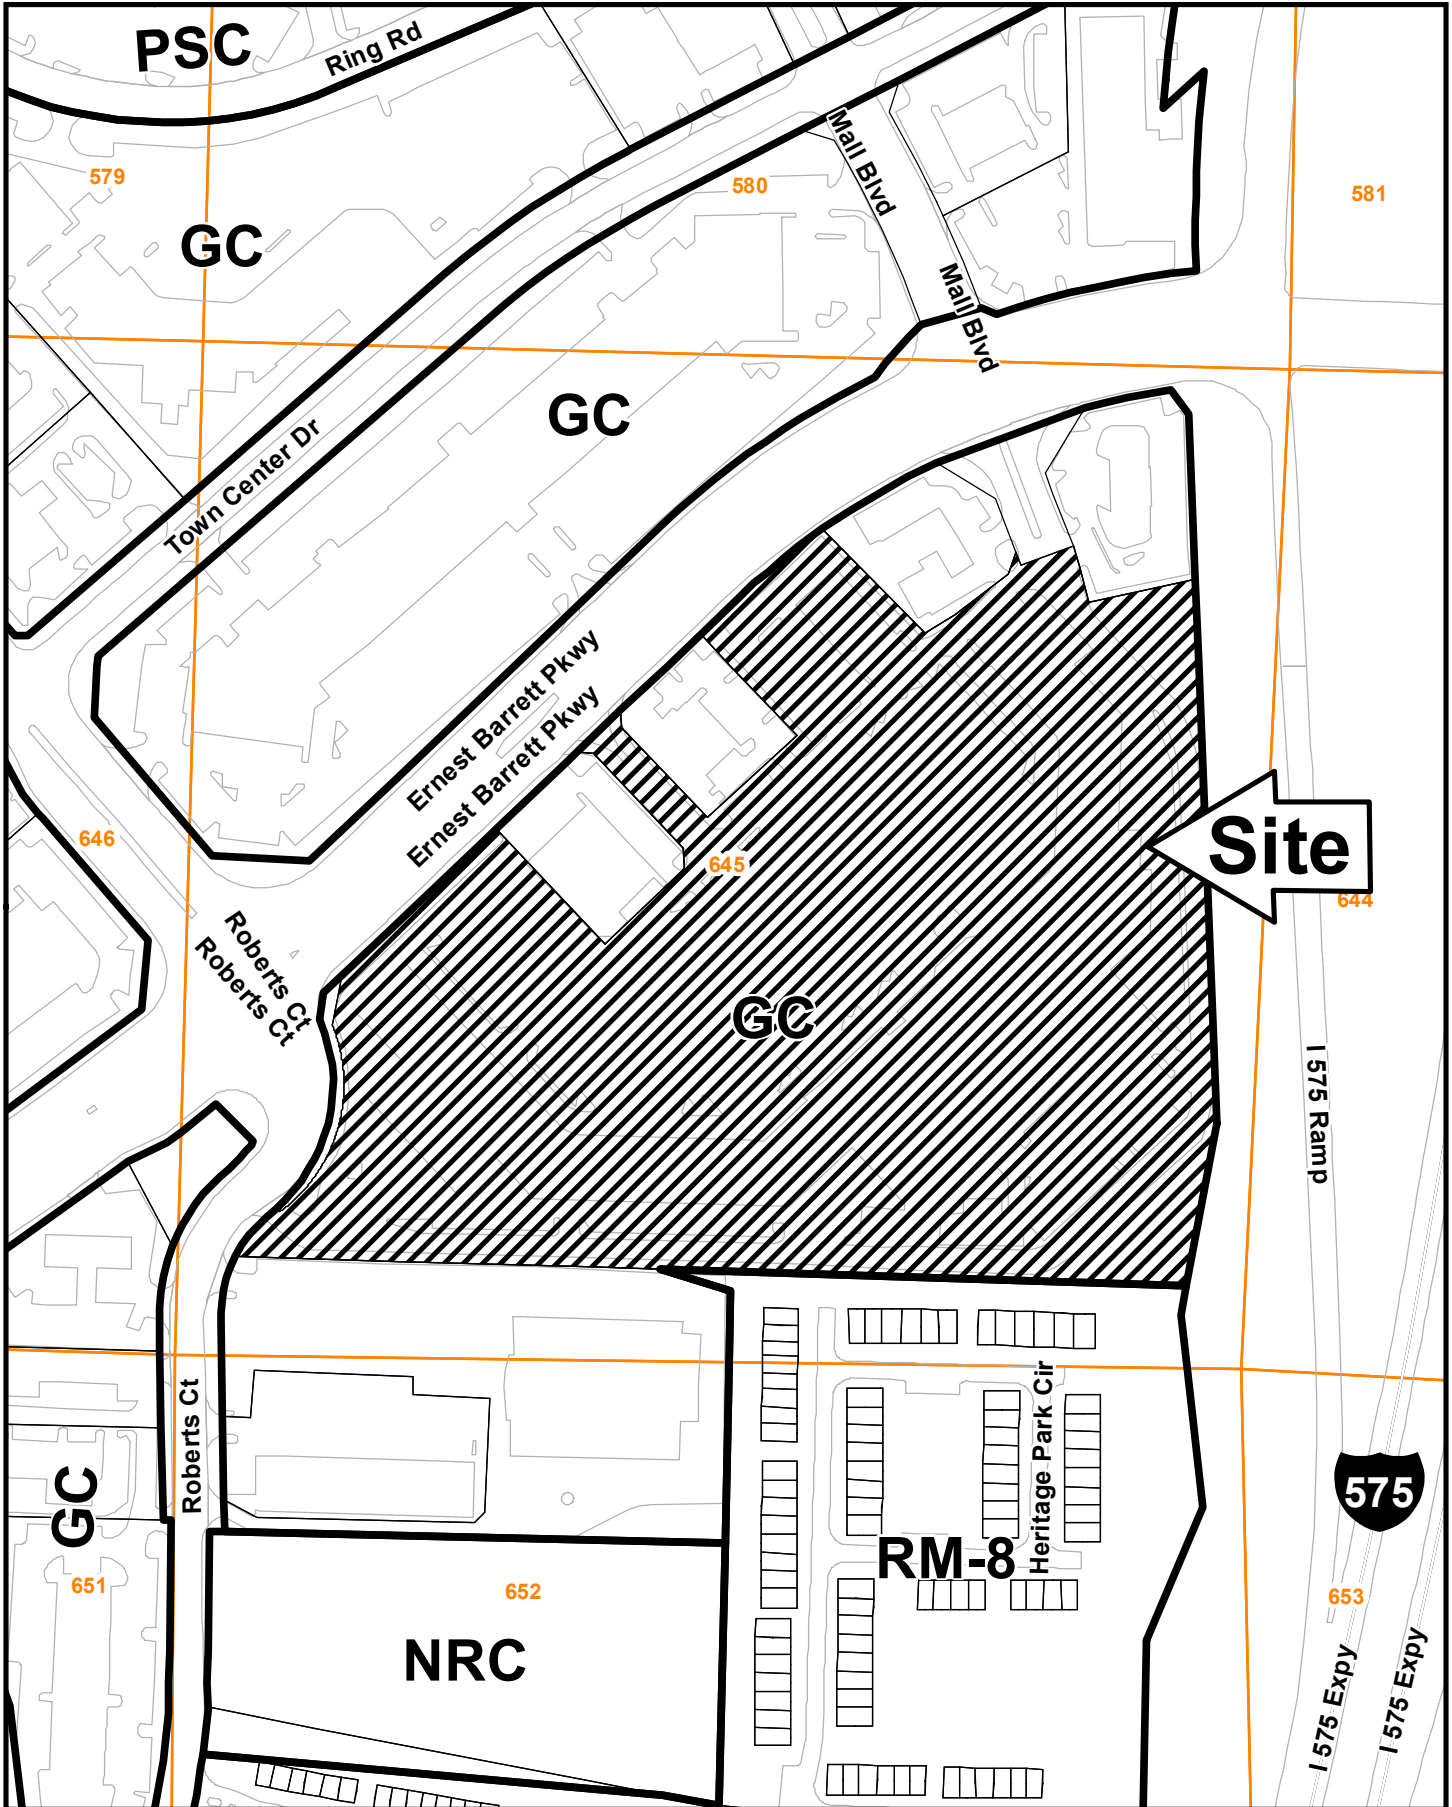 PSC
Ring Rd
Mall Blvd
579
580
581
GC
Mall Blvd
GC
Town Center Dr
Ernest Barrett Pkwy
Ernest Barrett Pkwy
646
645
Site
644
Roberts Ct
Roberts Ct
GC
I 575 Ramp
Roberts Ct
Heritage Park Cir
GC
575
RM-8
651
652
653
NRC
I 575 Expy
I 575 Expy